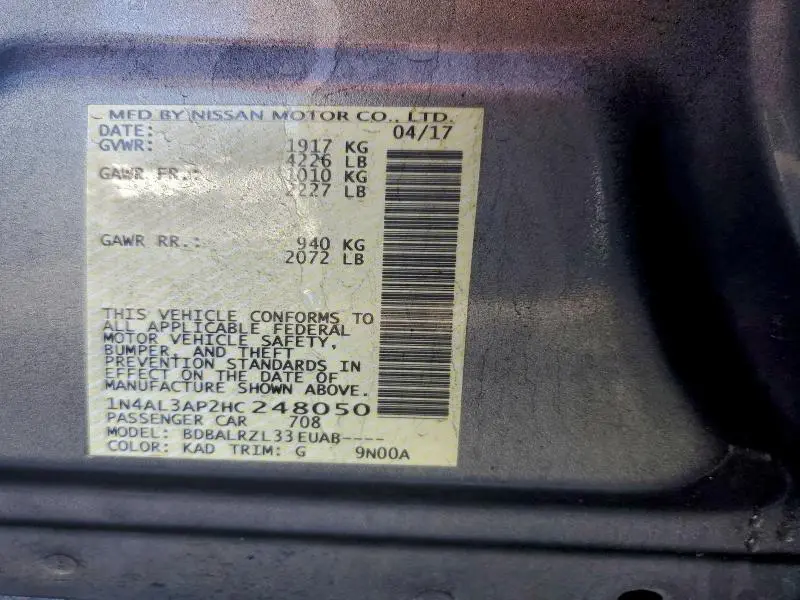 MFD BY NISSAN MOTOR CO., LTD.
DATE: 04/17
GVWR: 1917 KG
4226 LB
GAWR FR.: 1010 KG
2227 LB
GAWR RR.: 940 KG
2072 LB
THIS VEHICLE CONFORMS TO
ALL APPLICABLE FEDERAL
MOTOR VEHICLE SAFETY,
BUMPER, AND THEFT
PREVENTION STANDARDS IN
EFFECT ON THE DATE OF
MANUFACTURE SHOWN ABOVE.
1N4AL3AP2HC248050
PASSENGER CAR 708
MODEL: BDBALRZL33EUAB----
COLOR: KAD TRIM: G 9N00A